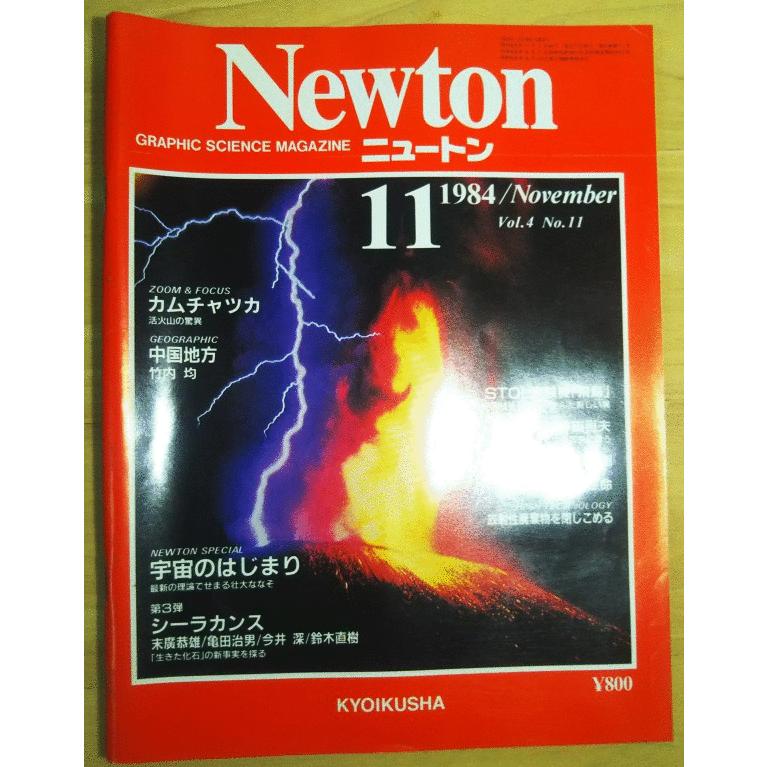 Newton
GRAPHIC SCIENCE MAGAZINE ニュートン
11 1984/November
Vol.4 No.11
ZOOM & FOCUS
カムチャツカ
活火山の驚異
GEOGRAPHIC
中国地方
竹内 均
STO
夫
命
OLOGY
放射性廃棄物を閉じこめる
NEWTON SPECIAL
宇宙のはじまり
最新の理論でせまる壮大ななぞ
第3弾
シーラカンス
末廣恭雄/亀田治男/今井 深/鈴木直樹
「生きた化石」の新事実を探る
¥800
KYOIKUSHA